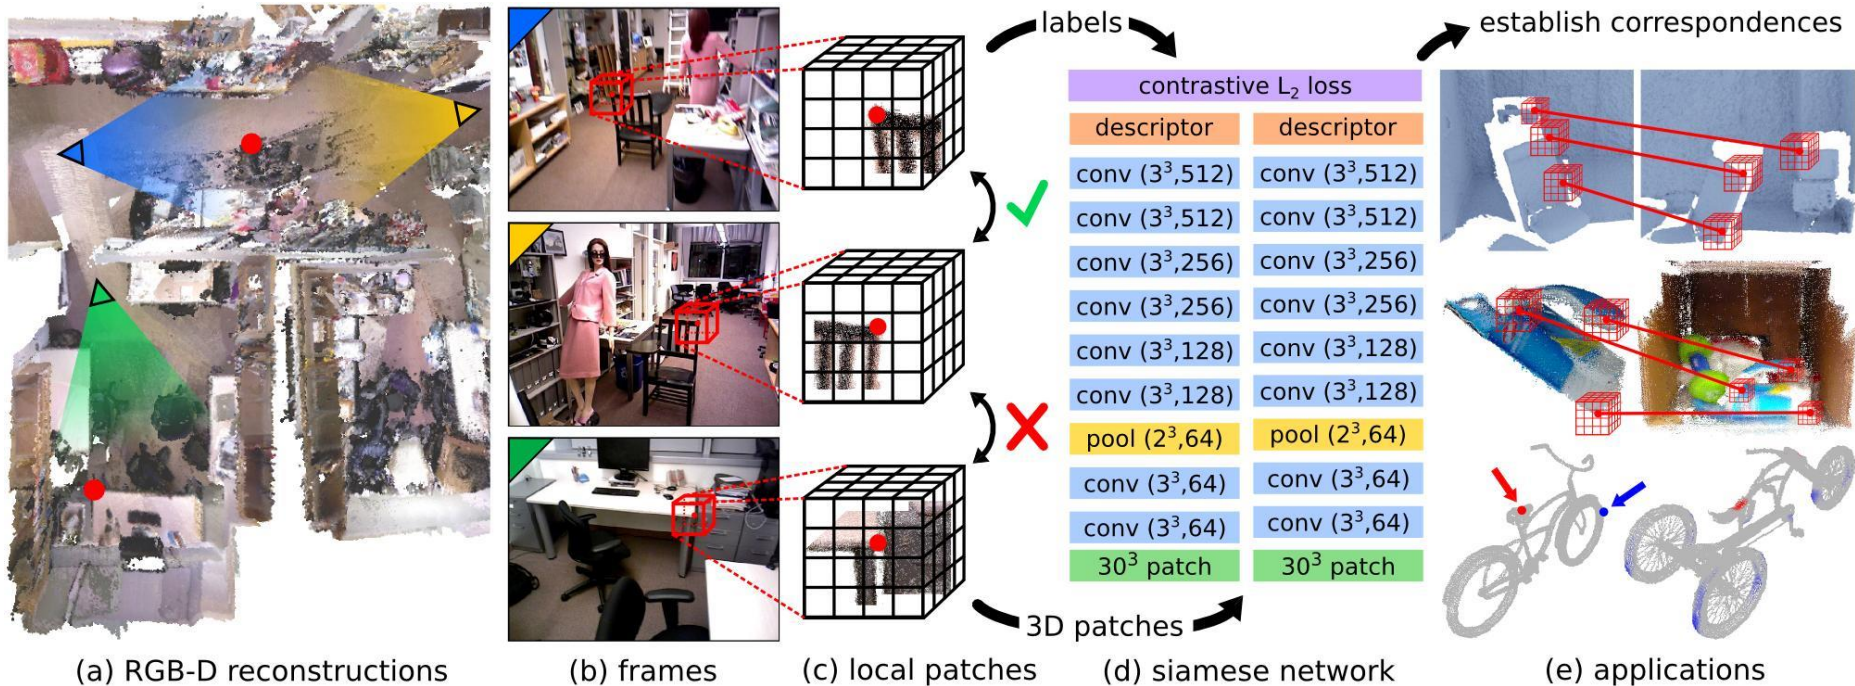 labels
establish correspondences
contrastive L₂ loss
descriptor descriptor
conv (3³,512) conv (3³,512)
conv (3³,512) conv (3³,512)
conv (3³,256) conv (3³,256)
conv (3³,256) conv (3³,256)
conv (3³,128) conv (3³,128)
conv (3³,128) conv (3³,128)
pool (2³,64) pool (2³,64)
conv (3³,64) conv (3³,64)
conv (3³,64) conv (3³,64)
30³ patch 30³ patch
3D patches
(a) RGB-D reconstructions
(b) frames
(c) local patches
(d) siamese network
(e) applications